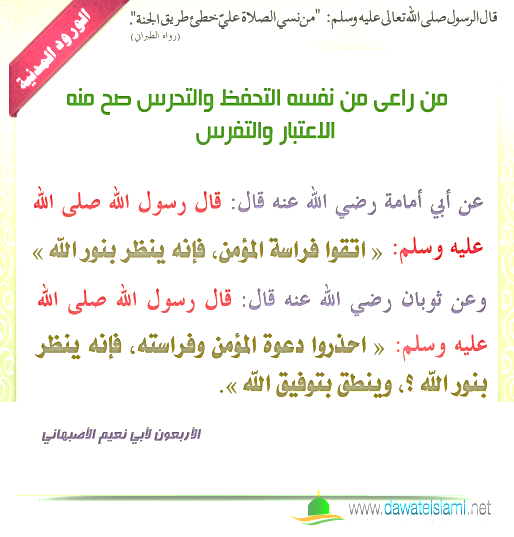 قال الرسول صلى الله تعالى عليه وسلم: "من نسي الصلاة عليّ خطئ طريق الجنة".
(رواه الطبراني)
الورود المدنية
من راعى من نفسه التحفظ والتحرس صح منه
الاعتبار والتفرس
عن أبي أمامة رضي الله عنه قال: قال رسول الله صلى الله
عليه وسلم: « اتقوا فراسة المؤمن، فإنه ينظر بنور الله »
وعن ثوبان رضي الله عنه قال: قال رسول الله صلى الله
عليه وسلم: « احذروا دعوة المؤمن وفراسته، فإنه ينظر
بنور الله ؟، وينطق بتوفيق الله ».
الأربعون لأبي نعيم الأصبهاني
www.dawateislami.net